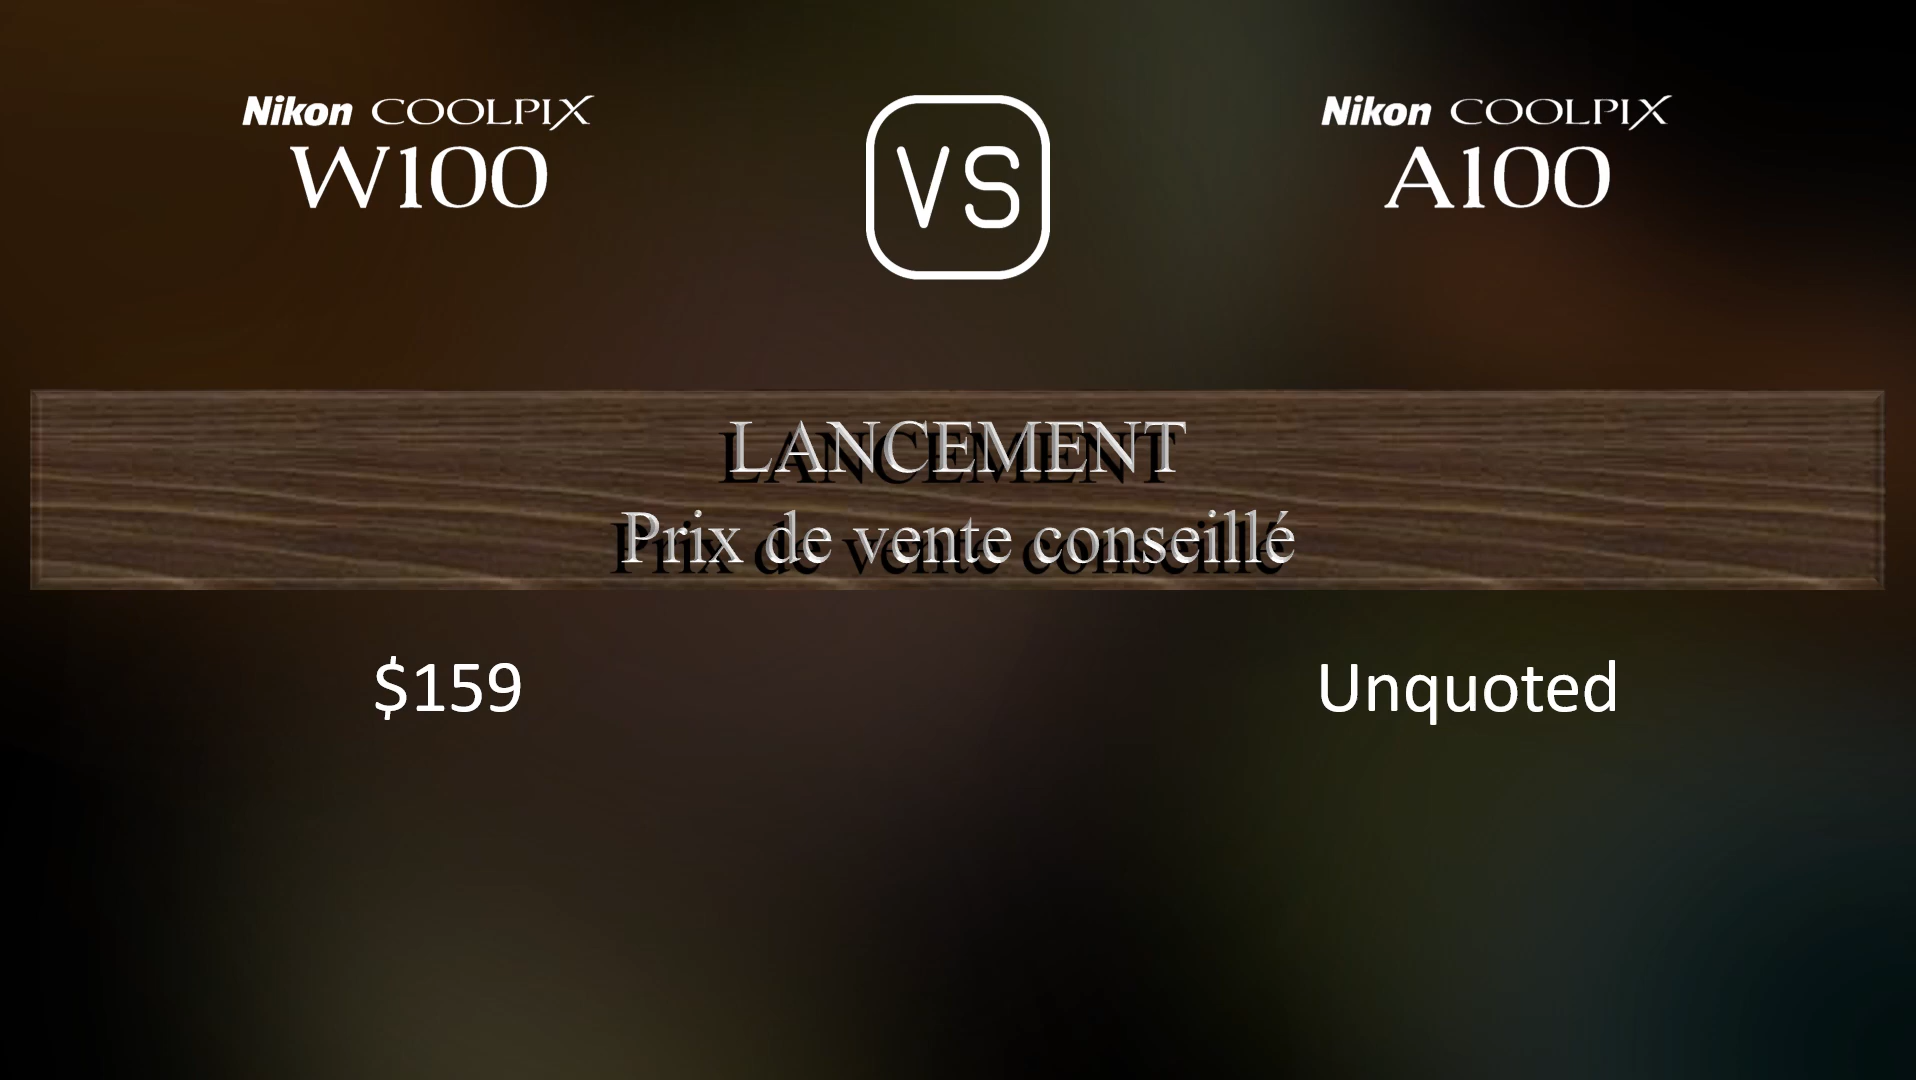 Nikon COOLPIX
W100
VS
Nikon COOLPIX
A100
LANCEMENT
Prix de vente conseillé
$159
Unquoted